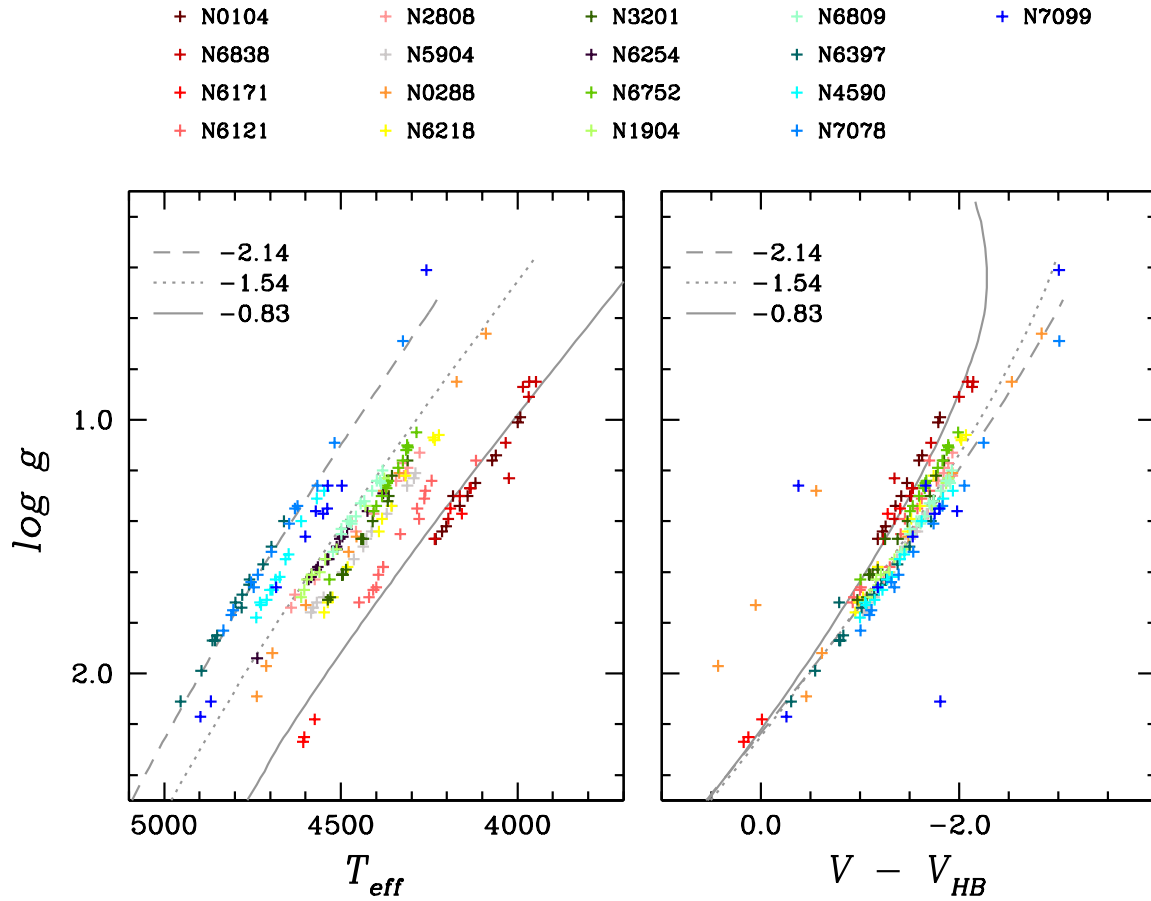 N0104 N2808 N3201 N6809 N7099
N6838 N5904 N6254 N6397
N6171 N0288 N6752 N4590
N6121 N6218 N1904 N7078
-2.14 -2.14
-1.54 -1.54
-0.83 -0.83
1.0
log g
2.0
5000 4500 4000 0.0 -2.0
T_eff V - V_HB